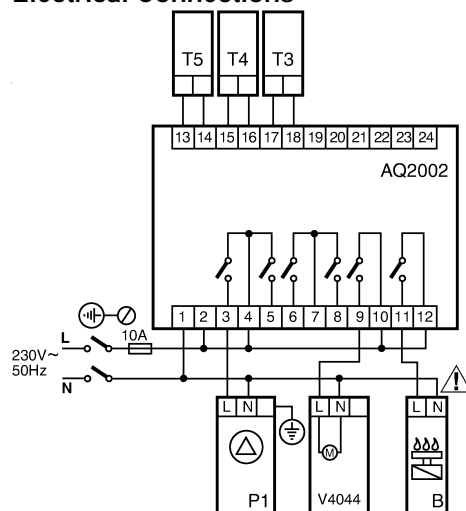 Electrical Connections
T5 T4 T3
13 14 15 16 17 18 19 20 21 22 23 24
AQ2002
1 2 3 4 5 6 7 8 9 10 11 12
L 10A
230V~
50Hz
N
L N L N L N
M
P1 V4044 B